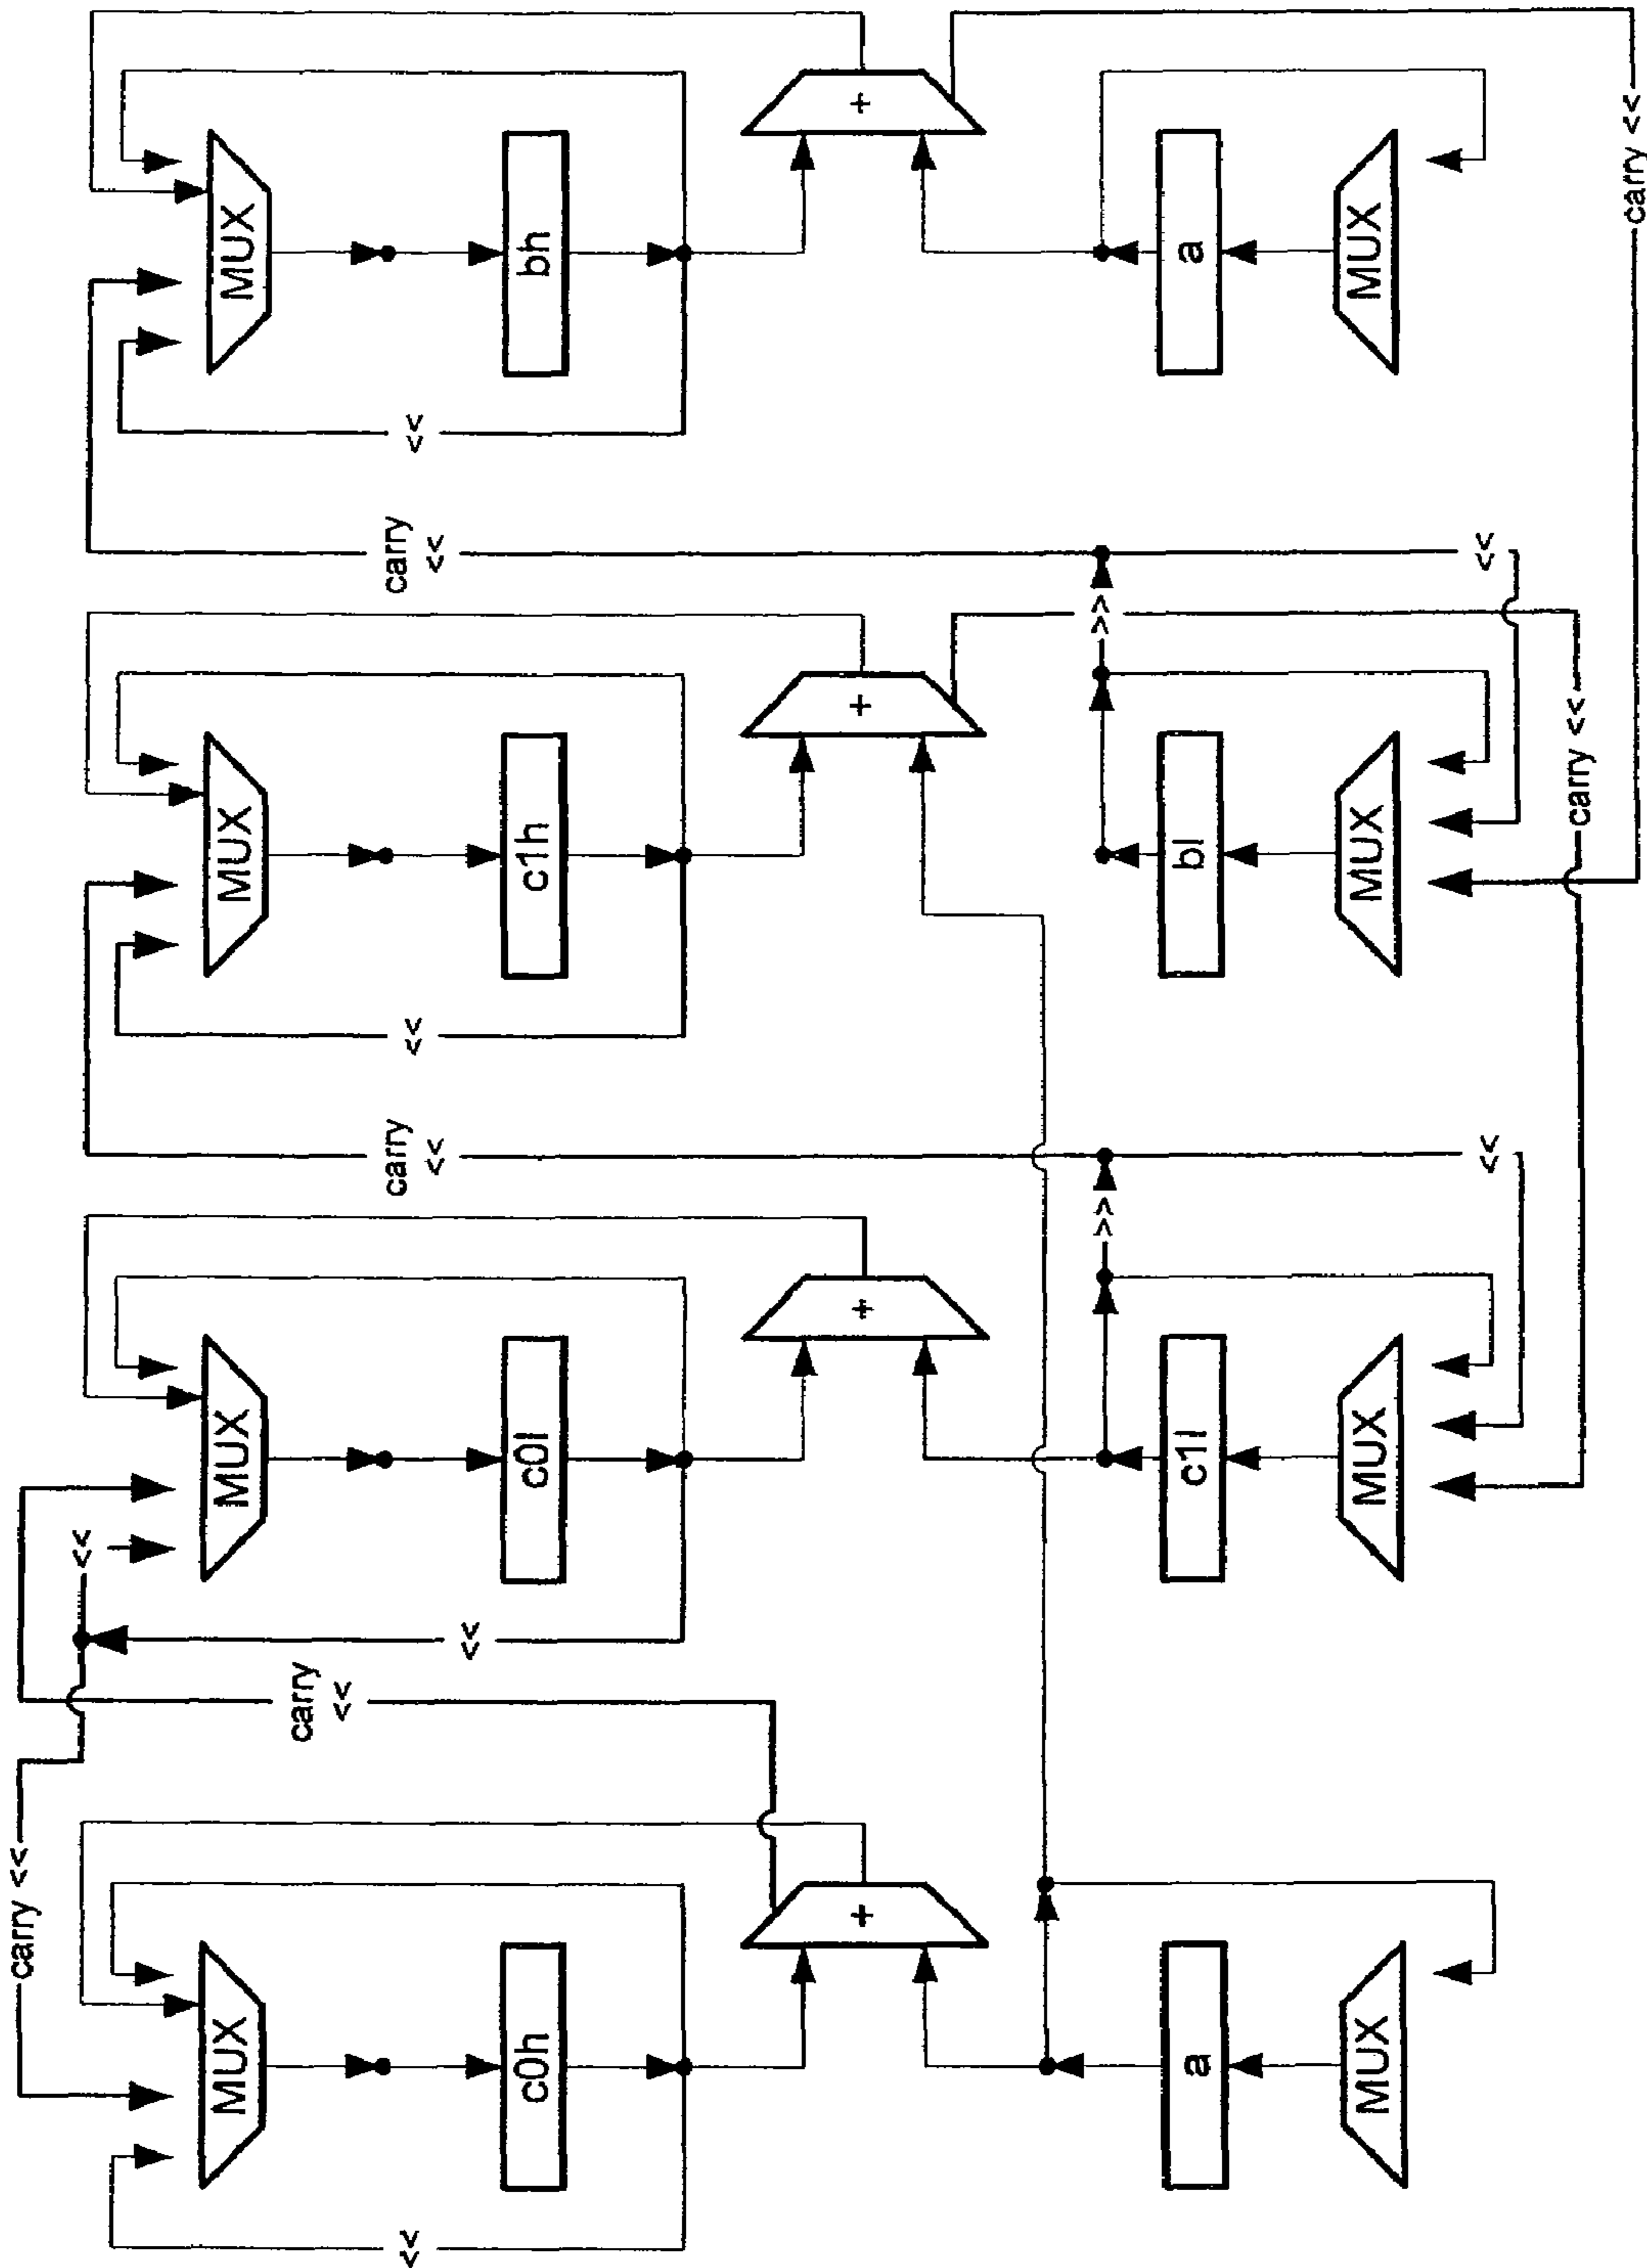 +
MUX
bh
a
MUX
carry <<
<<
carry
<<
<<
+
>>
MUX
c1h
bl
MUX
carry <<
<<
carry
<<
<<
+
>>
MUX
c0l
c1l
MUX
<<
<<
carry
<<
carry <<
+
MUX
c0h
a
MUX
<<